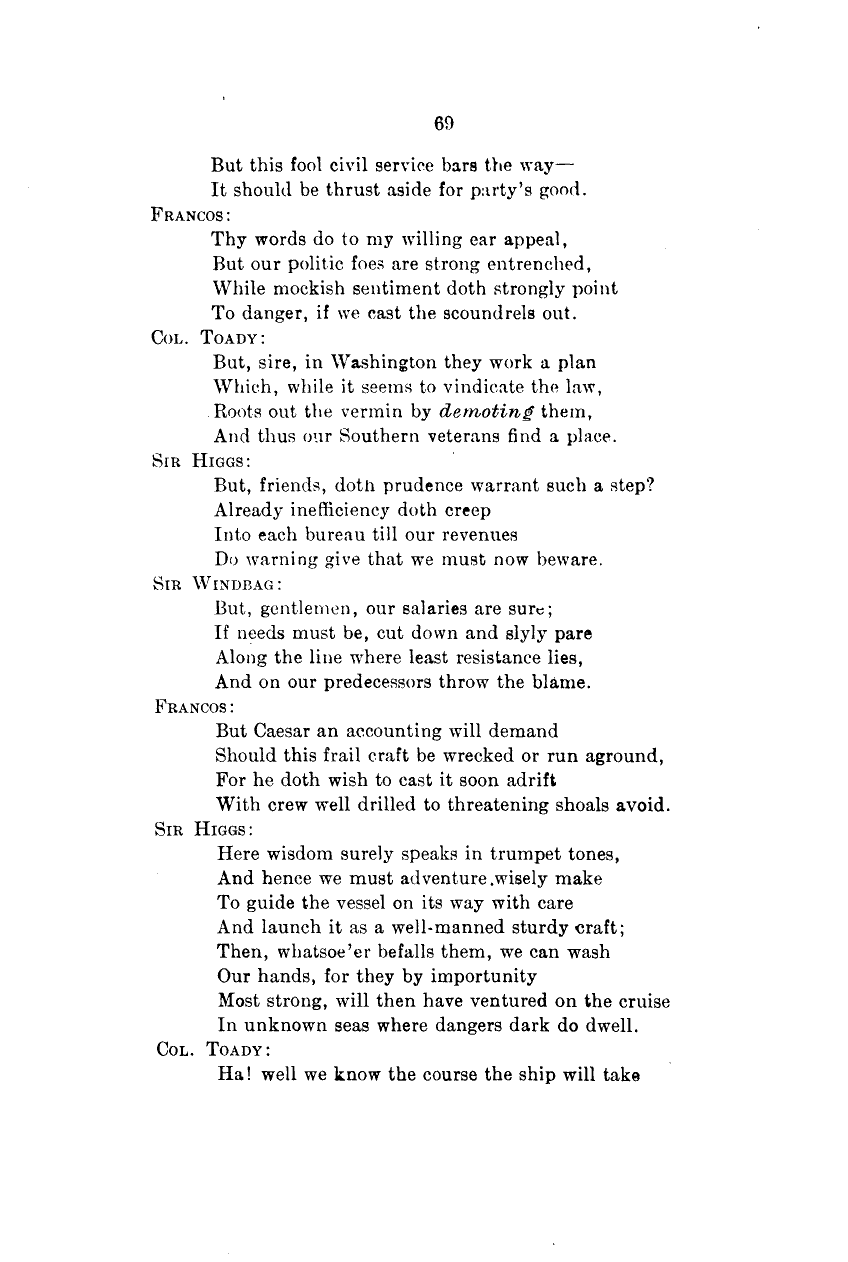 69
But this fool civil service bars the way—
It should be thrust aside for party's good.
FRANCOS:
Thy words do to my willing ear appeal,
But our politic foes are strong entrenched,
While mockish sentiment doth strongly point
To danger, if we cast the scoundrels out.
COL. TOADY:
But, sire, in Washington they work a plan
Which, while it seems to vindicate the law,
Roots out the vermin by demoting them,
And thus our Southern veterans find a place.
SIR HIGGS:
But, friends, doth prudence warrant such a step?
Already inefficiency doth creep
Into each bureau till our revenues
Do warning give that we must now beware.
SIR WINDBAG:
But, gentlemen, our salaries are sure;
If needs must be, cut down and slyly pare
Along the line where least resistance lies,
And on our predecessors throw the blame.
FRANCOS:
But Caesar an accounting will demand
Should this frail craft be wrecked or run aground,
For he doth wish to cast it soon adrift
With crew well drilled to threatening shoals avoid.
SIR HIGGS:
Here wisdom surely speaks in trumpet tones,
And hence we must adventure wisely make
To guide the vessel on its way with care
And launch it as a well-manned sturdy craft;
Then, whatsoe'er befalls them, we can wash
Our hands, for they by importunity
Most strong, will then have ventured on the cruise
In unknown seas where dangers dark do dwell.
COL. TOADY:
Ha! well we know the course the ship will take